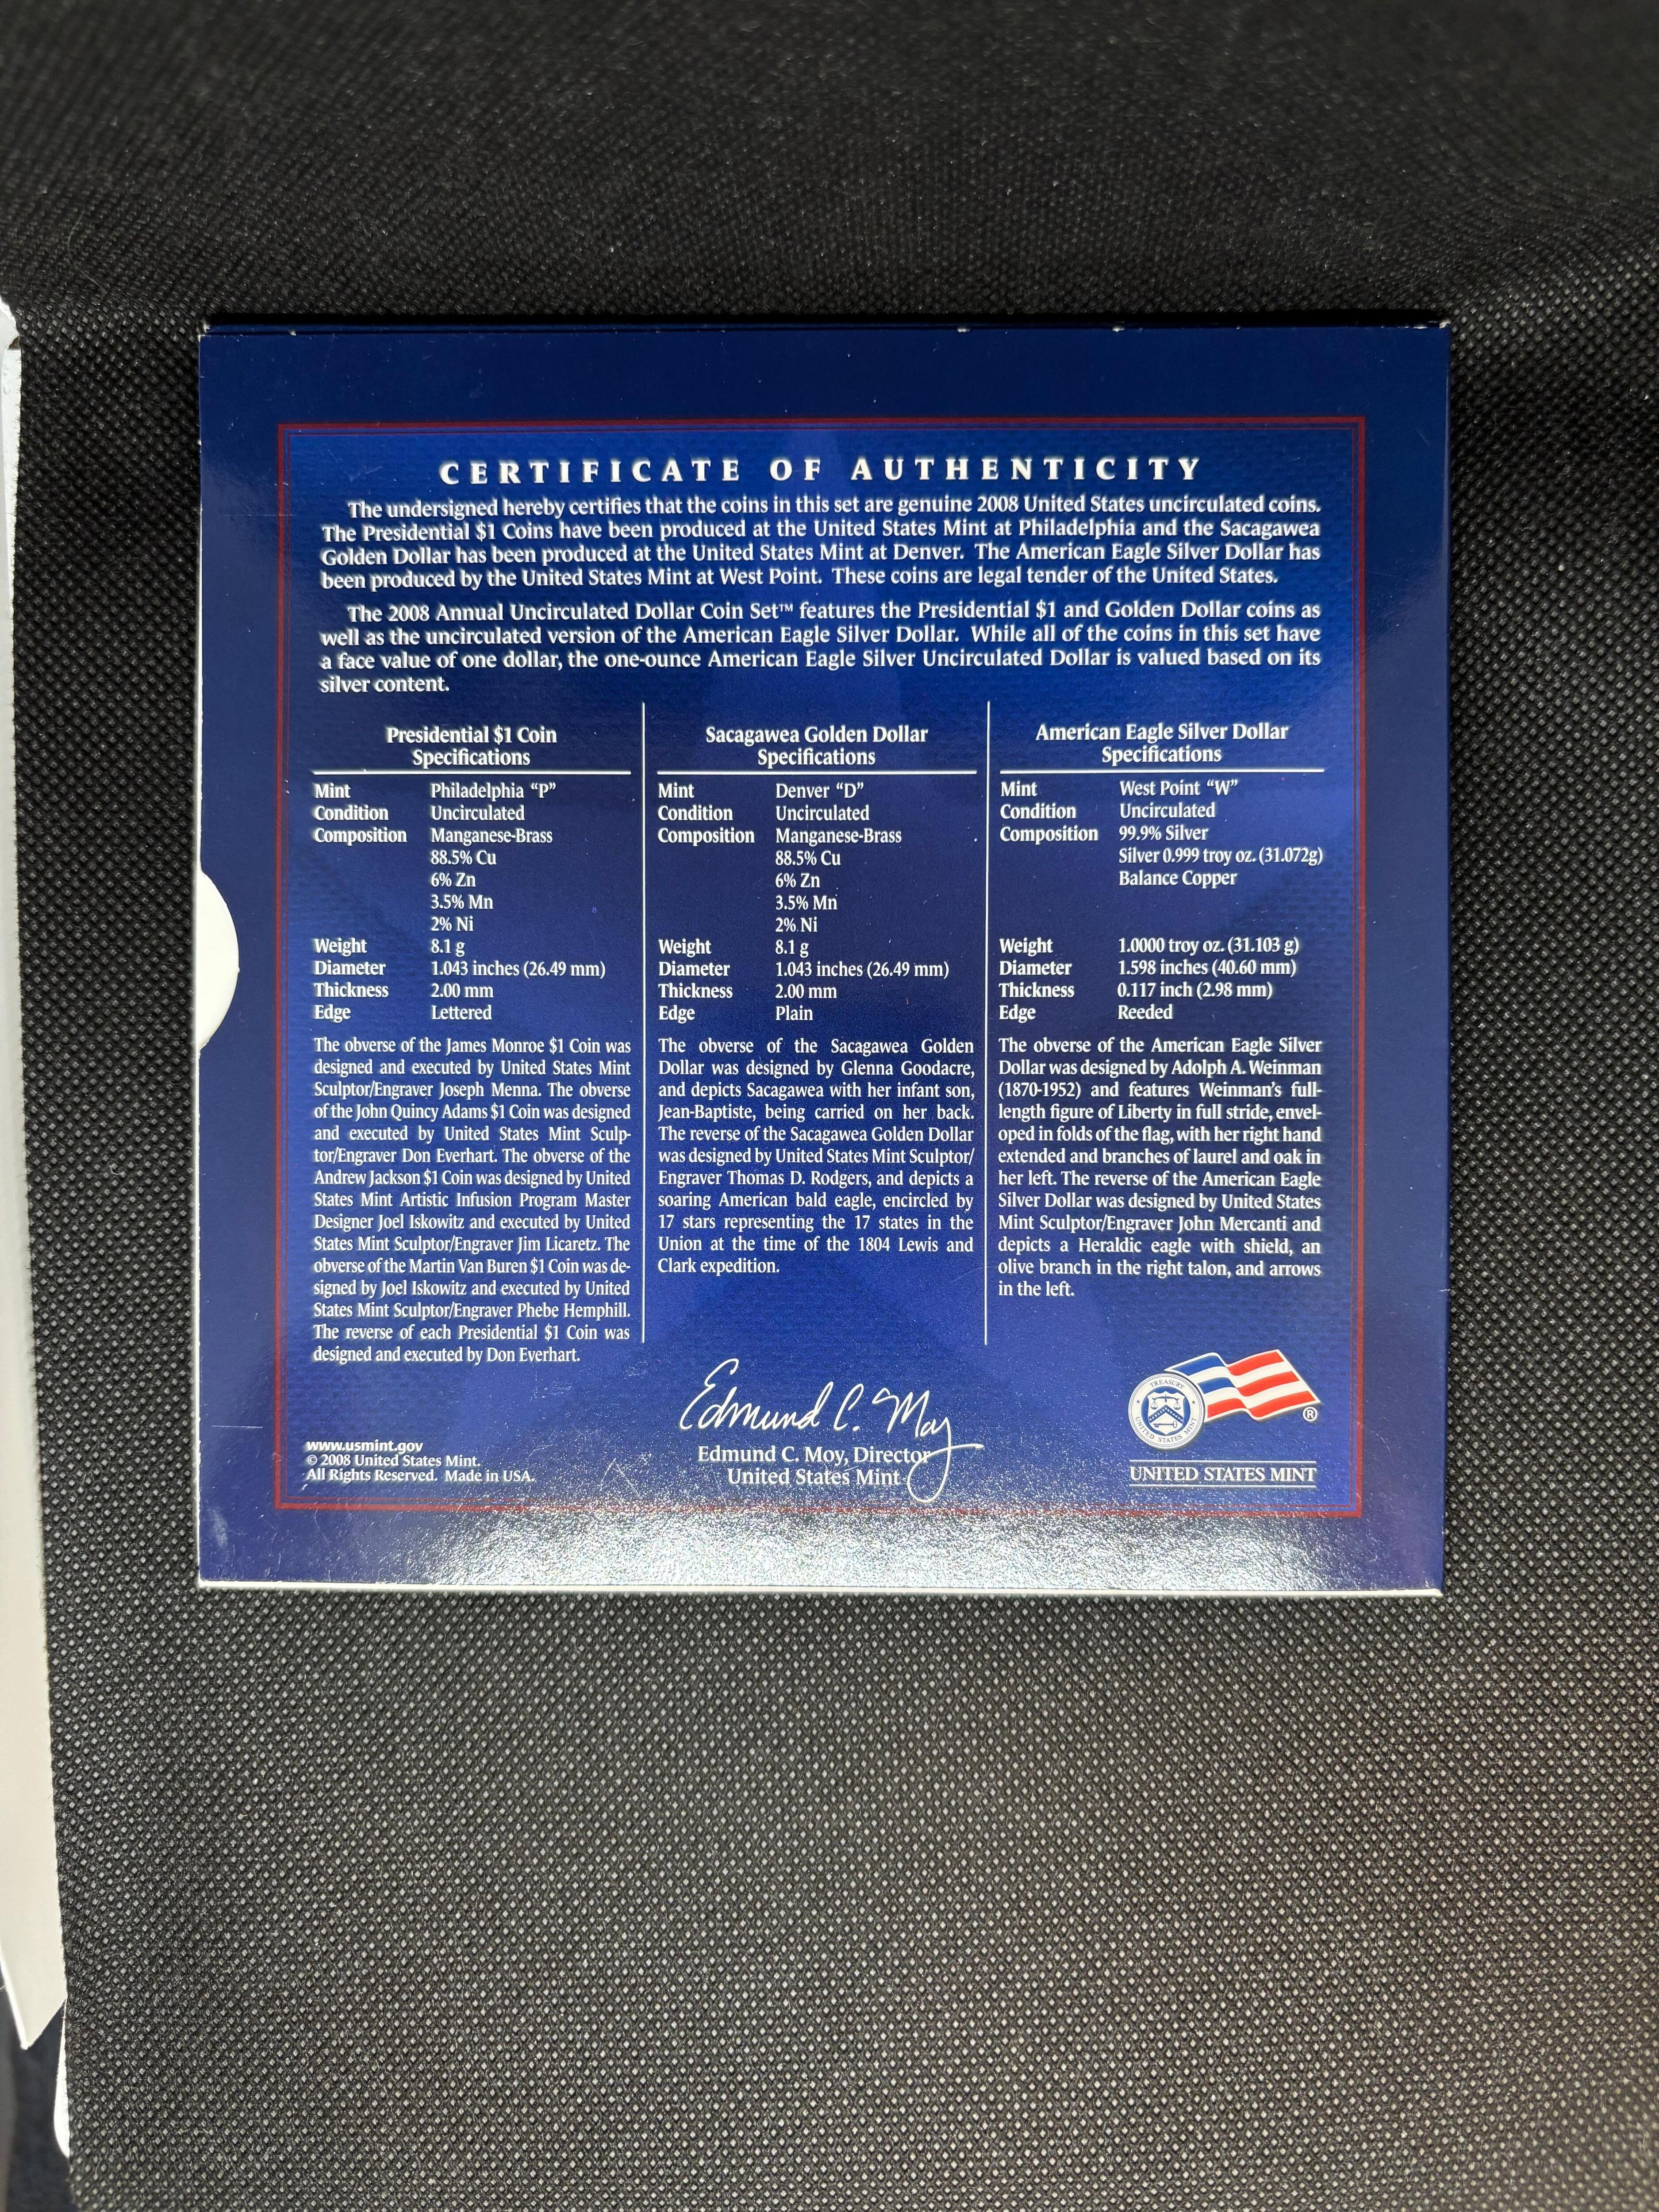 CERTIFICATE OF AUTHENTICITY
The undersigned hereby certifies that the coins in this set are genuine 2008 United States uncirculated coins.
The Presidential $1 Coins have been produced at the United States Mint at Philadelphia and the Sacagawea
Golden Dollar has been produced at the United States Mint at Denver. The American Eagle Silver Dollar has
been produced by the United States Mint at West Point. These coins are legal tender of the United States.
The 2008 Annual Uncirculated Dollar Coin Set™ features the Presidential $1 and Golden Dollar coins as
well as the uncirculated version of the American Eagle Silver Dollar. While all of the coins in this set have
a face value of one dollar, the one-ounce American Eagle Silver Uncirculated Dollar is valued based on its
silver content.
Presidential $1 Coin
Specifications
Mint Philadelphia “P”
Condition Uncirculated
Composition Manganese-Brass
88.5% Cu
6% Zn
3.5% Mn
2% Ni
Weight 8.1 g
Diameter 1.043 inches (26.49 mm)
Thickness 2.00 mm
Edge Lettered
The obverse of the James Monroe $1 Coin was
designed and executed by United States Mint
Sculptor/Engraver Joseph Menna. The obverse
of the John Quincy Adams $1 Coin was designed
and executed by United States Mint Sculp-
tor/Engraver Don Everhart. The obverse of the
Andrew Jackson $1 Coin was designed by United
States Mint Artistic Infusion Program Master
Designer Joel Iskowitz and executed by United
States Mint Sculptor/Engraver Jim Licaretz. The
obverse of the Martin Van Buren $1 Coin was de-
signed by Joel Iskowitz and executed by United
States Mint Sculptor/Engraver Phebe Hemphill.
The reverse of each Presidential $1 Coin was
designed and executed by Don Everhart.
Sacagawea Golden Dollar
Specifications
Mint Denver “D”
Condition Uncirculated
Composition Manganese-Brass
88.5% Cu
6% Zn
3.5% Mn
2% Ni
Weight 8.1 g
Diameter 1.043 inches (26.49 mm)
Thickness 2.00 mm
Edge Plain
The obverse of the Sacagawea Golden
Dollar was designed by Glenna Goodacre,
and depicts Sacagawea with her infant son,
Jean-Baptiste, being carried on her back.
The reverse of the Sacagawea Golden Dollar
was designed by United States Mint Sculptor/
Engraver Thomas D. Rodgers, and depicts a
soaring American bald eagle, encircled by
17 stars representing the 17 states in the
Union at the time of the 1804 Lewis and
Clark expedition.
American Eagle Silver Dollar
Specifications
Mint West Point “W”
Condition Uncirculated
Composition 99.9% Silver
Silver 0.999 troy oz. (31.072g)
Balance Copper
Weight 1.0000 troy oz. (31.103 g)
Diameter 1.598 inches (40.60 mm)
Thickness 0.117 inch (2.98 mm)
Edge Reeded
The obverse of the American Eagle Silver
Dollar was designed by Adolph A. Weinman
(1870-1952) and features Weinman’s full-
length figure of Liberty in full stride, envel-
oped in folds of the flag, with her right hand
extended and branches of laurel and oak in
her left. The reverse of the American Eagle
Silver Dollar was designed by United States
Mint Sculptor/Engraver John Mercanti and
depicts a Heraldic eagle with shield, an
olive branch in the right talon, and arrows
in the left.
www.usmint.gov
© 2008 United States Mint.
All Rights Reserved. Made in USA.
Edmund C. Moy
Edmund C. Moy, Director
United States Mint
TREASURY
UNITED STATES MINT
®
UNITED STATES MINT